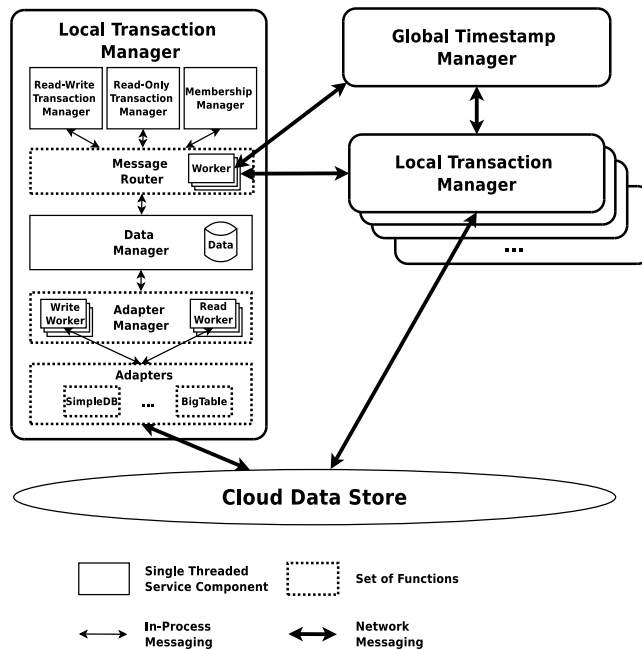 Local Transaction
Manager
Read-Write
Transaction
Manager
Read-Only
Transaction
Manager
Membership
Manager
Message
Router
Worker
Data
Manager
Data
Adapter
Manager
Write
Worker
Read
Worker
Adapters
SimpleDB
...
BigTable
Global Timestamp
Manager
Local Transaction
Manager
...
Cloud Data Store
Single Threaded
Service Component
Set of Functions
In-Process
Messaging
Network
Messaging